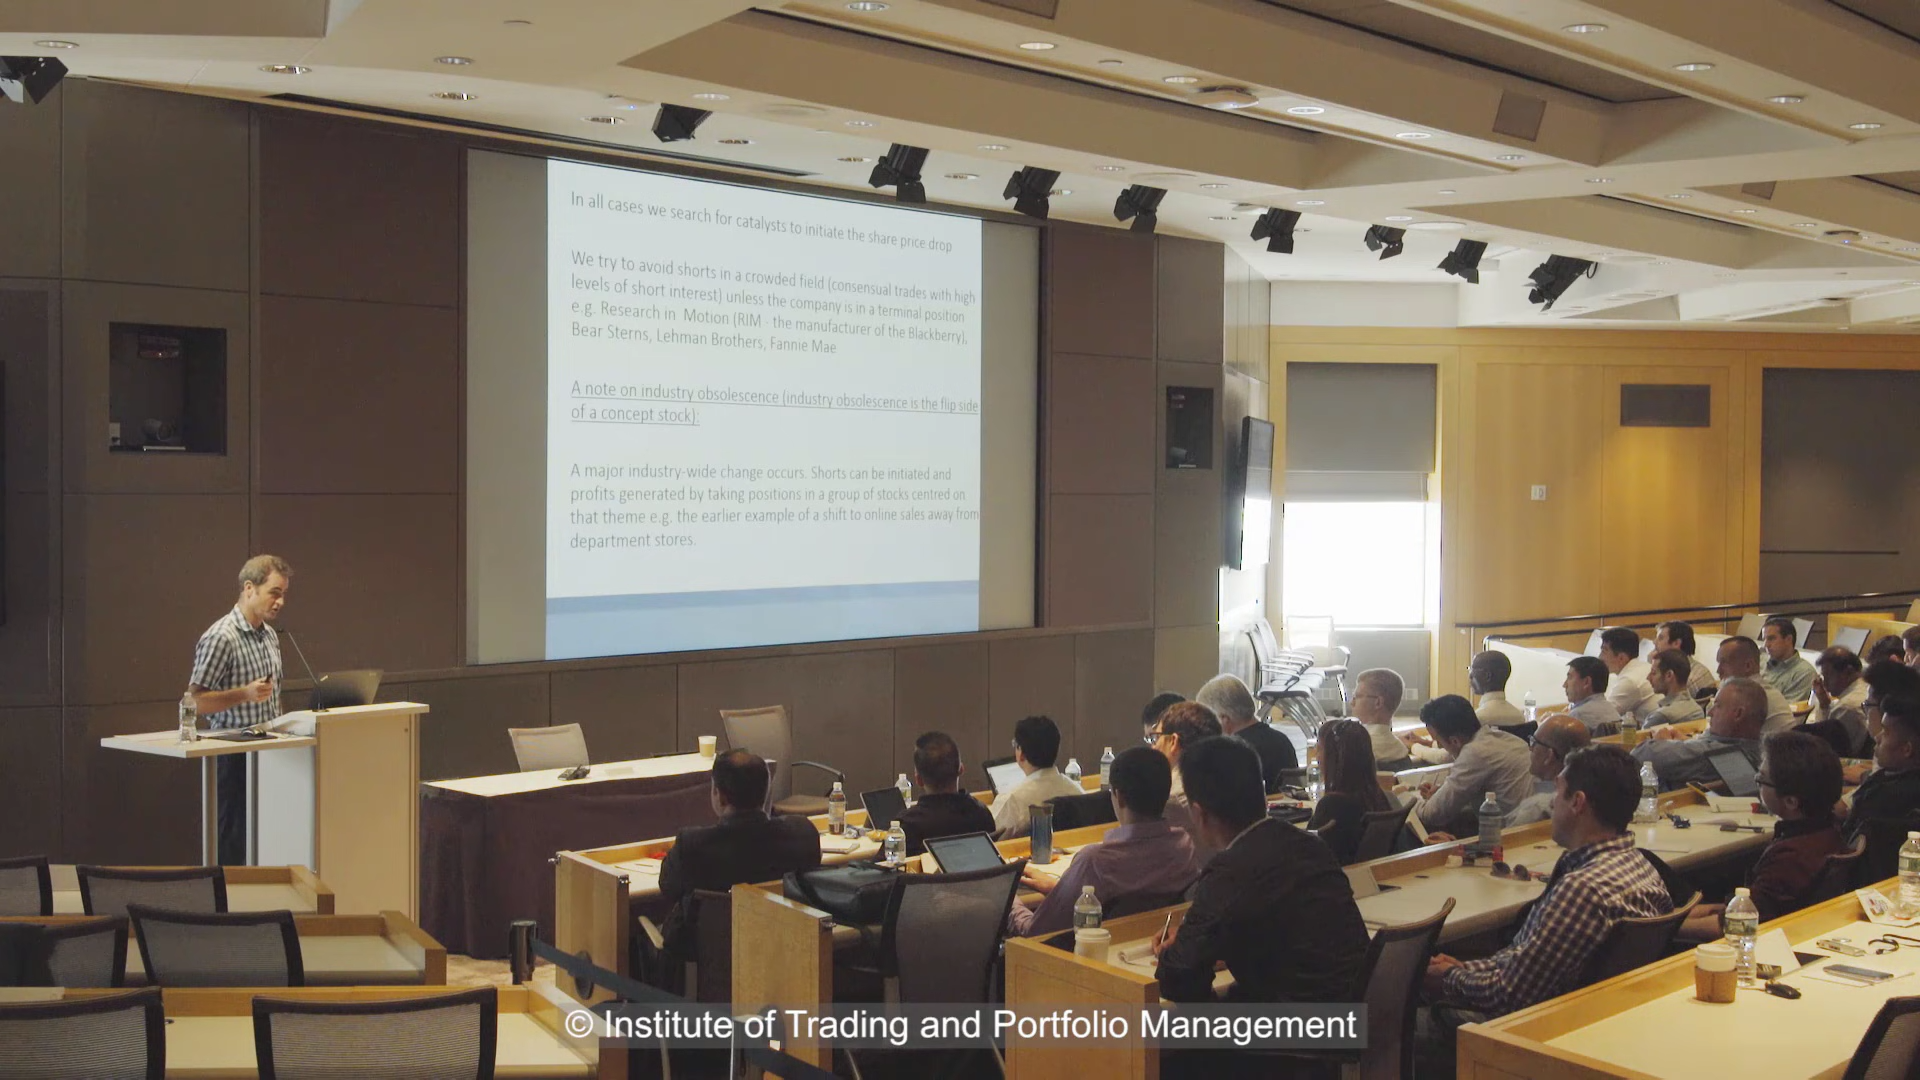 In all cases we search for catalysts to initiate the share price drop
We try to avoid shorts in a crowded field (consensual trades with high
levels of short interest) unless the company is in a terminal position
e.g. Research in Motion (RIM - the manufacturer of the Blackberry),
Bear Sterns, Lehman Brothers, Fannie Mae
A note on industry obsolescence (industry obsolescence is the flip side
of a concept stock):
A major industry-wide change occurs. Shorts can be initiated and
profits generated by taking positions in a group of stocks centred on
that theme e.g. the earlier example of a shift to online sales away from
department stores.
© Institute of Trading and Portfolio Management